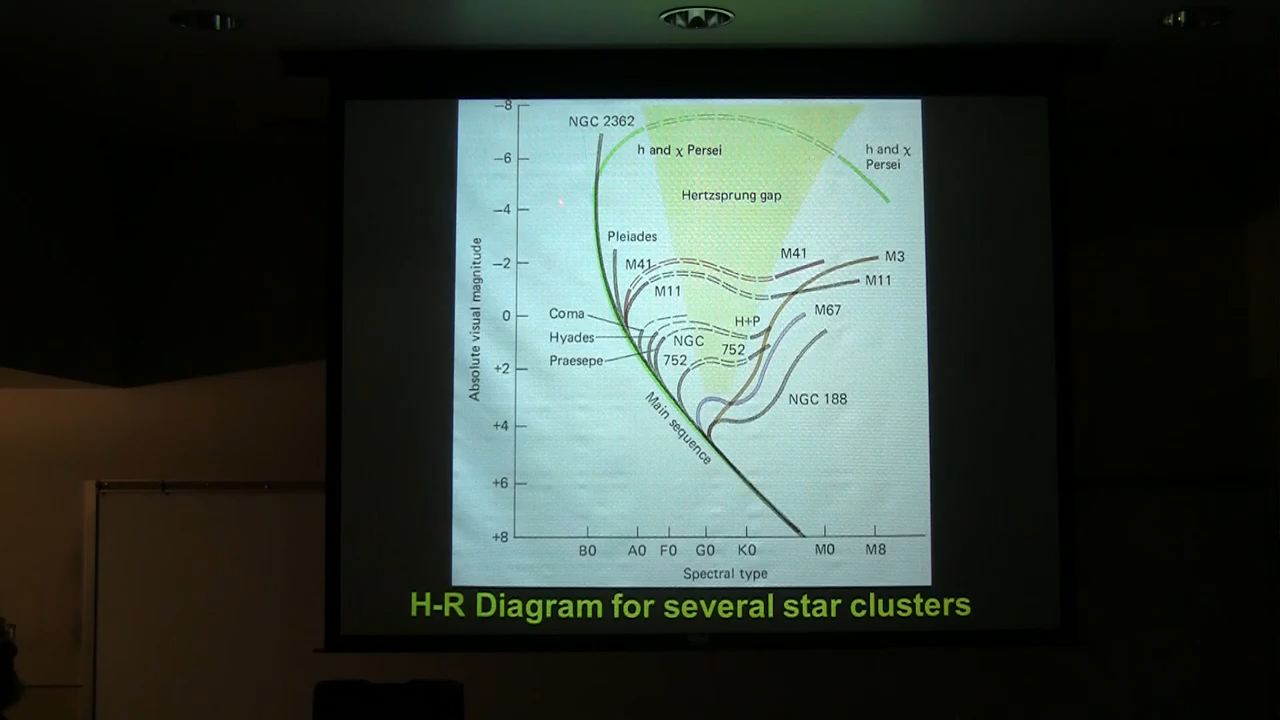 −8
NGC 2362
h and χ Persei
h and χ
Persei
−6
Hertzsprung gap
−4
Pleiades
M41
M41
M3
−2
M11
M11
Coma
0
H+P
M67
Hyades
NGC
752
752
Praesepe
+2
NGC 188
Main sequence
+4
+6
+8
Absolute visual magnitude
B0 A0 F0 G0 K0 M0 M8
Spectral type
H-R Diagram for several star clusters